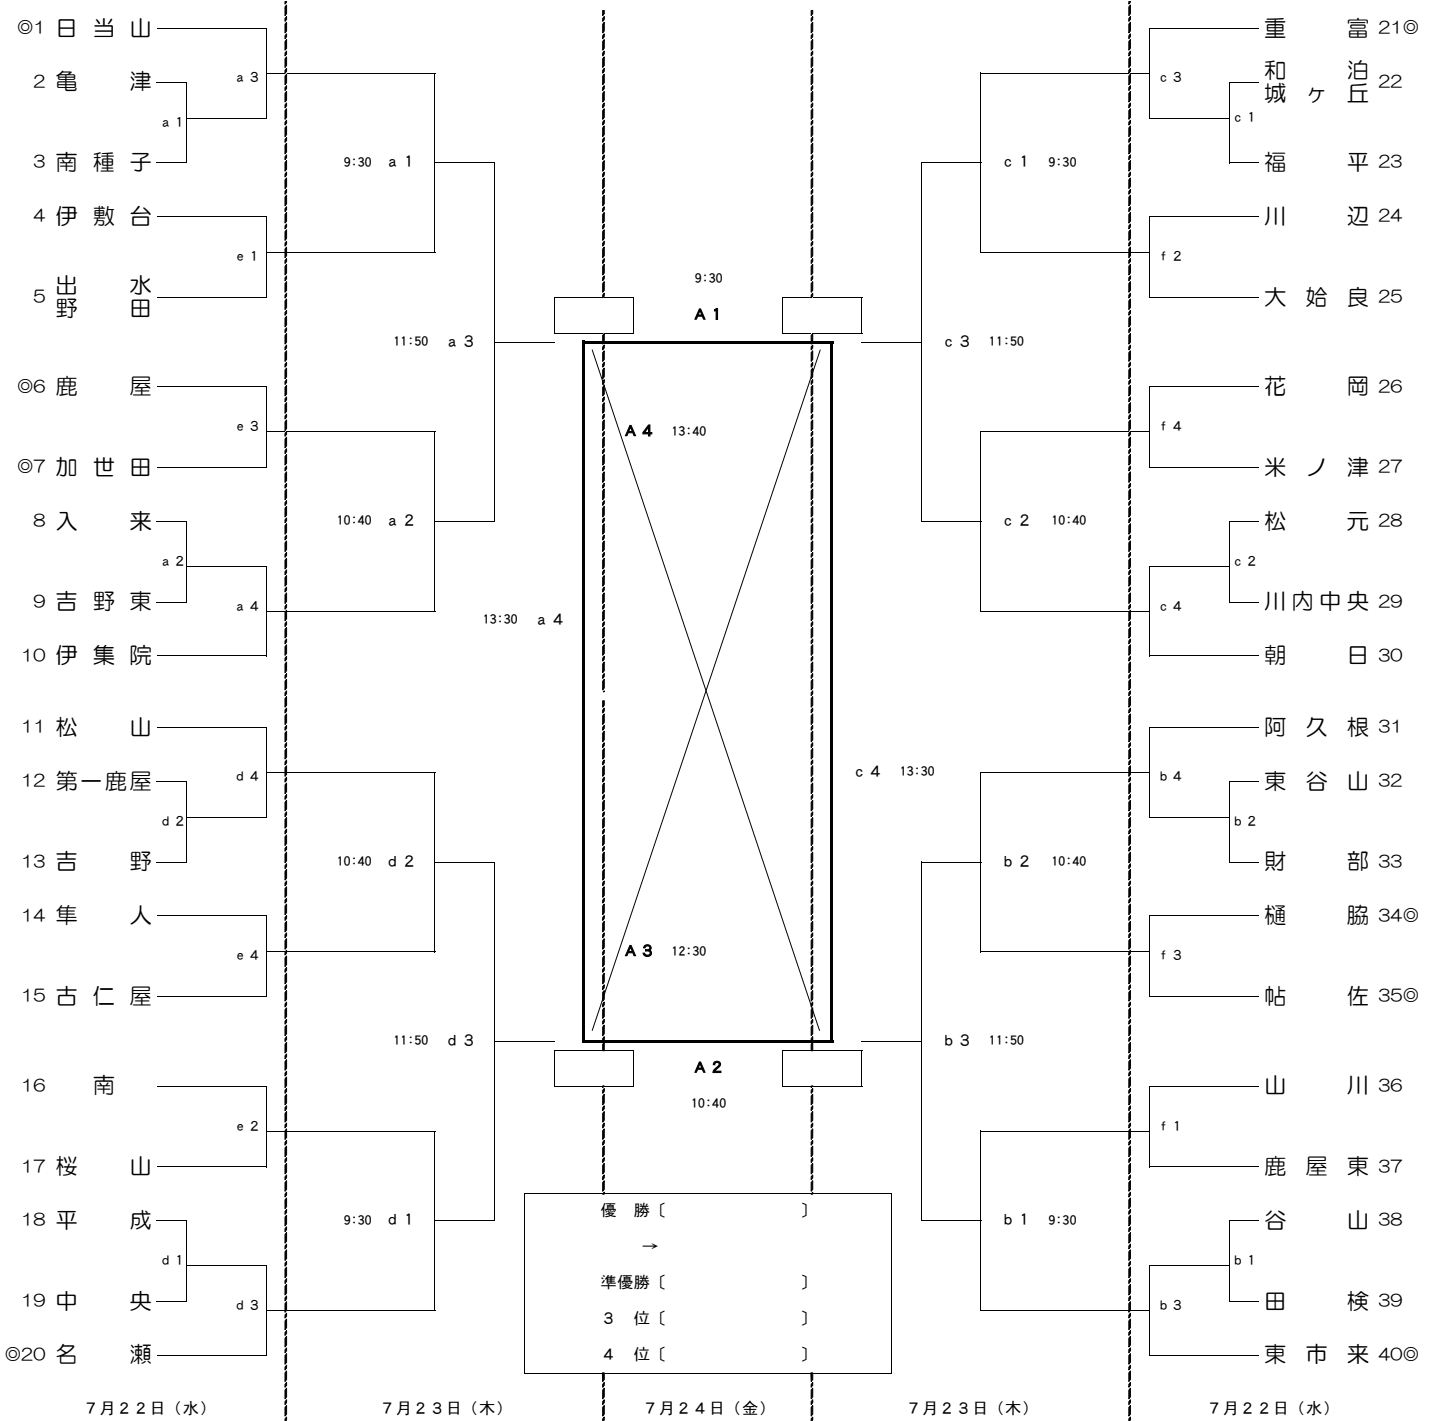 ◎1 日当山
2 亀津
3 南種子
4 伊敷台
5 出水
野田
◎6 鹿屋
◎7 加世田
8 入来
9 吉野東
10 伊集院
11 松山
12 第一鹿屋
13 吉野
14 隼人
15 古仁屋
16 南
17 桜山
18 平成
19 中央
◎20 名瀬
a 3
a 1
e 1
e 3
a 2
a 4
d 4
d 2
e 4
e 2
d 1
d 3
7月22日（水）
9:30 a 1
11:50 a 3
10:40 a 2
13:30 a 4
10:40 d 2
11:50 d 3
9:30 d 1
7月23日（木）
9:30
A 1
A 4 13:40
A 3 12:30
A 2
10:40
優 勝〔 〕
→
準優勝〔 〕
3 位〔 〕
4 位〔 〕
7月24日（金）
c 1 9:30
c 3 11:50
c 2 10:40
c 4 13:30
b 2 10:40
b 3 11:50
b 1 9:30
7月23日（木）
c 3
c 1
f 2
f 4
c 2
c 4
b 4
b 2
f 3
f 1
b 1
b 3
重富 21◎
和泊
城ヶ丘 22
福平 23
川辺 24
大姶良 25
花岡 26
米ノ津 27
松元 28
川内中央 29
朝日 30
阿久根 31
東谷山 32
財部 33
樋脇 34◎
帖佐 35◎
山川 36
鹿屋東 37
谷山 38
田検 39
東市来 40◎
7月22日（水）